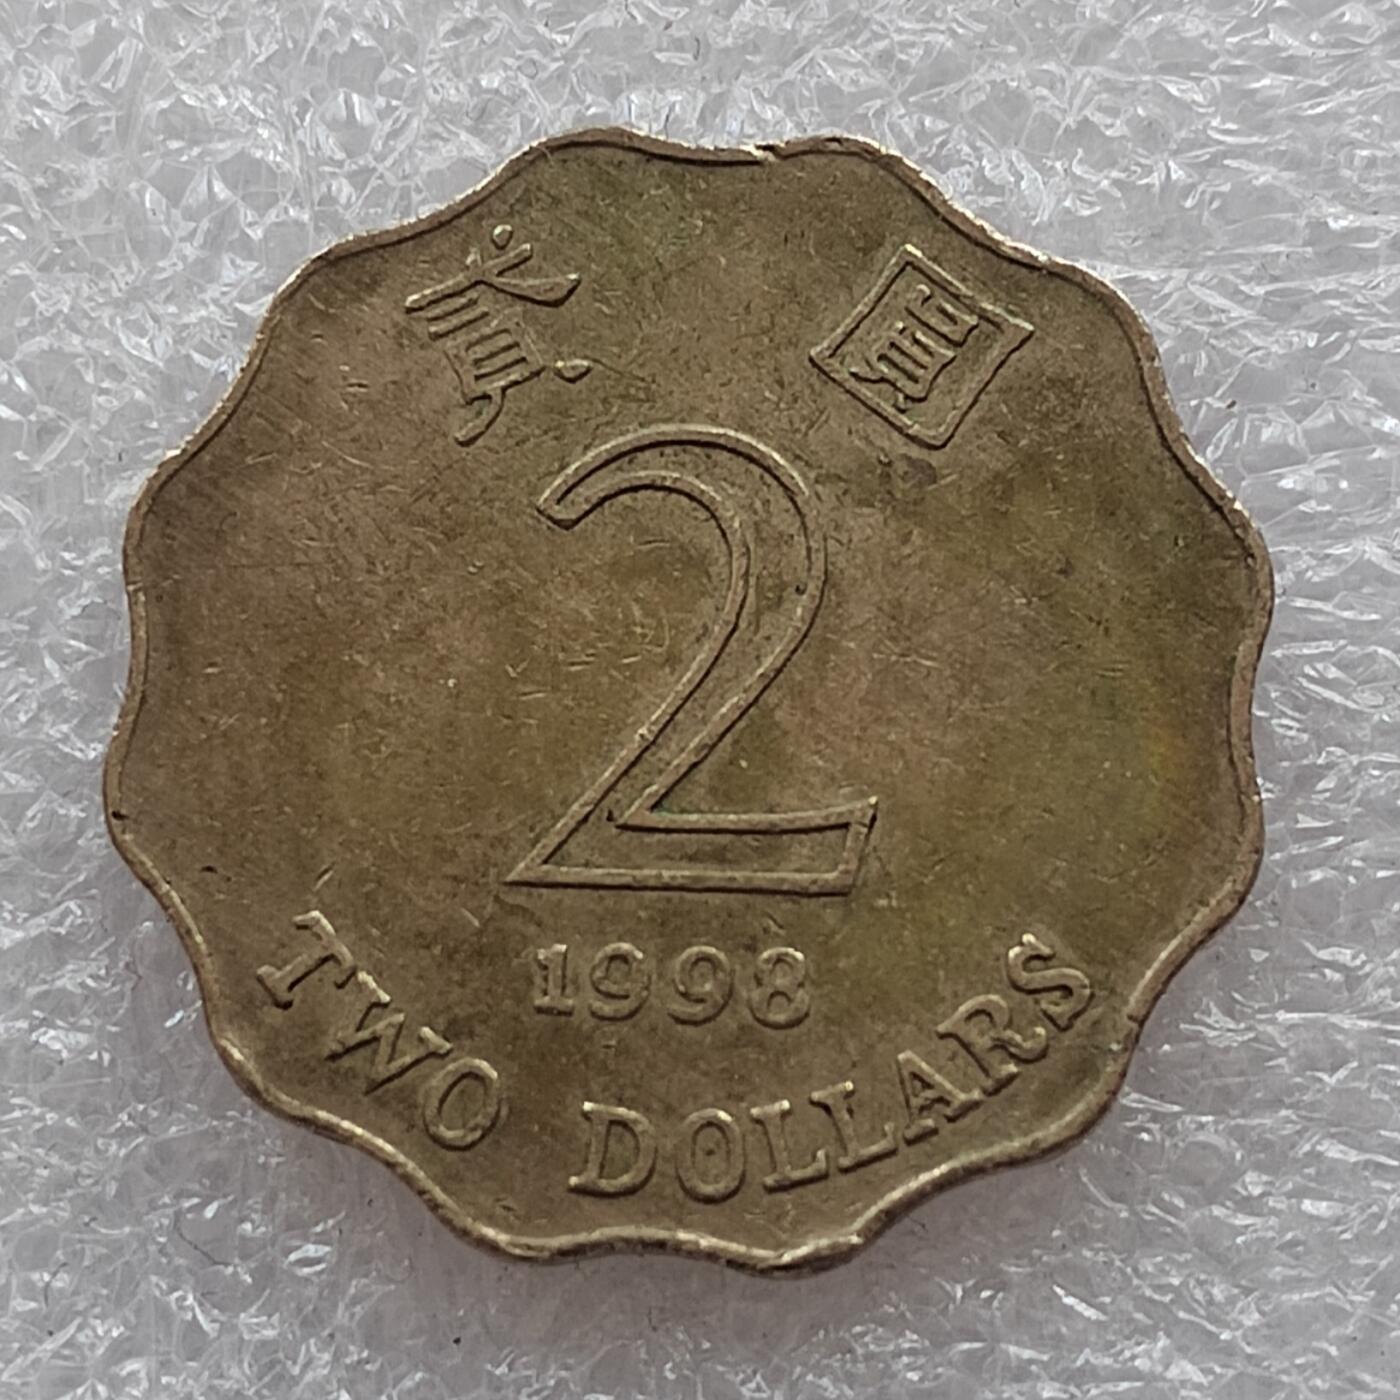 貳 圓
2
1998
TWO DOLLARS